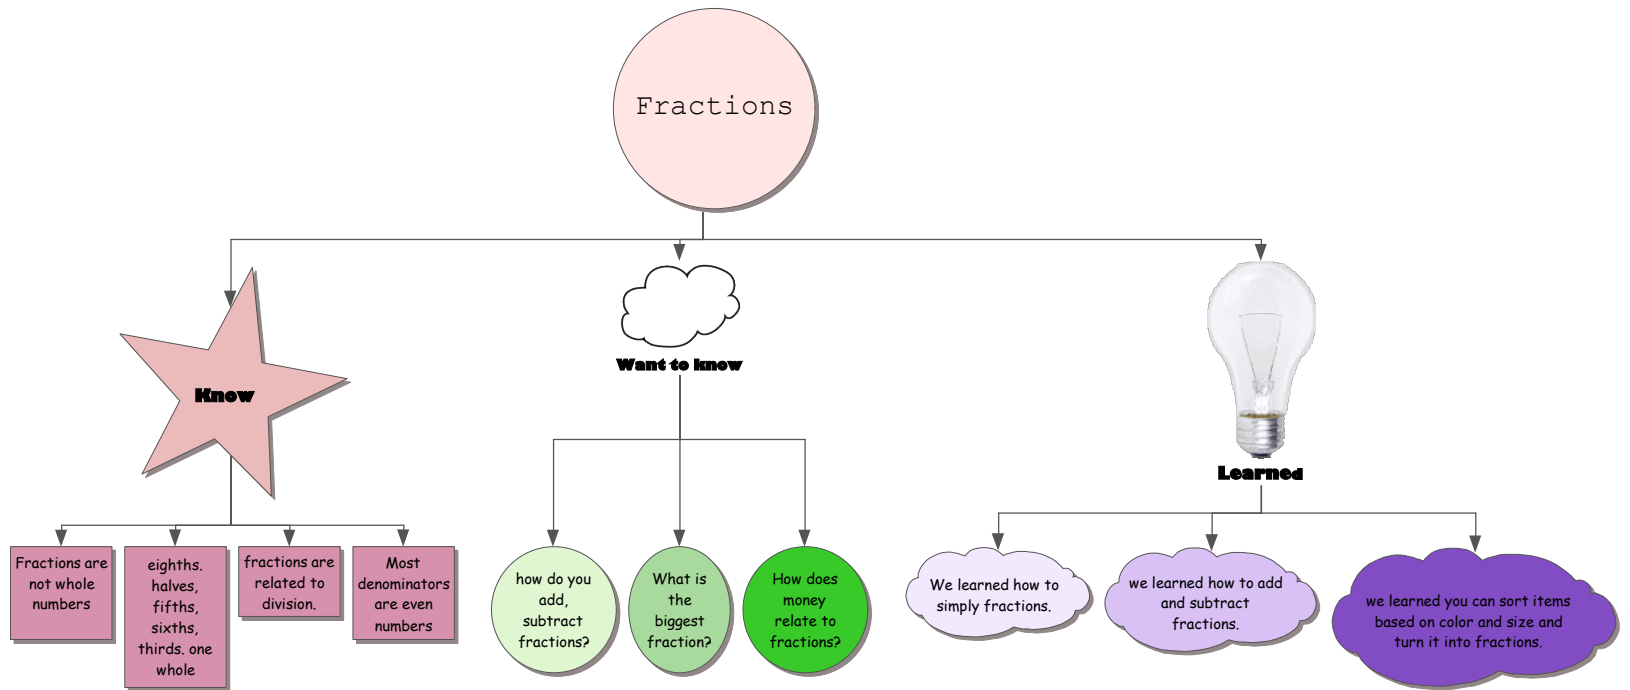 Fractions
Know
Want to know
Learned
Fractions are
not whole
numbers
eighths.
halves,
fifths,
sixths,
thirds. one
whole
fractions are
related to
division.
Most
denominators
are even
numbers
how do you
add,
subtract
fractions?
What is
the
biggest
fraction?
How does
money
relate to
fractions?
We learned how to
simply fractions.
we learned how to add
and subtract
fractions.
we learned you can sort items
based on color and size and
turn it into fractions.